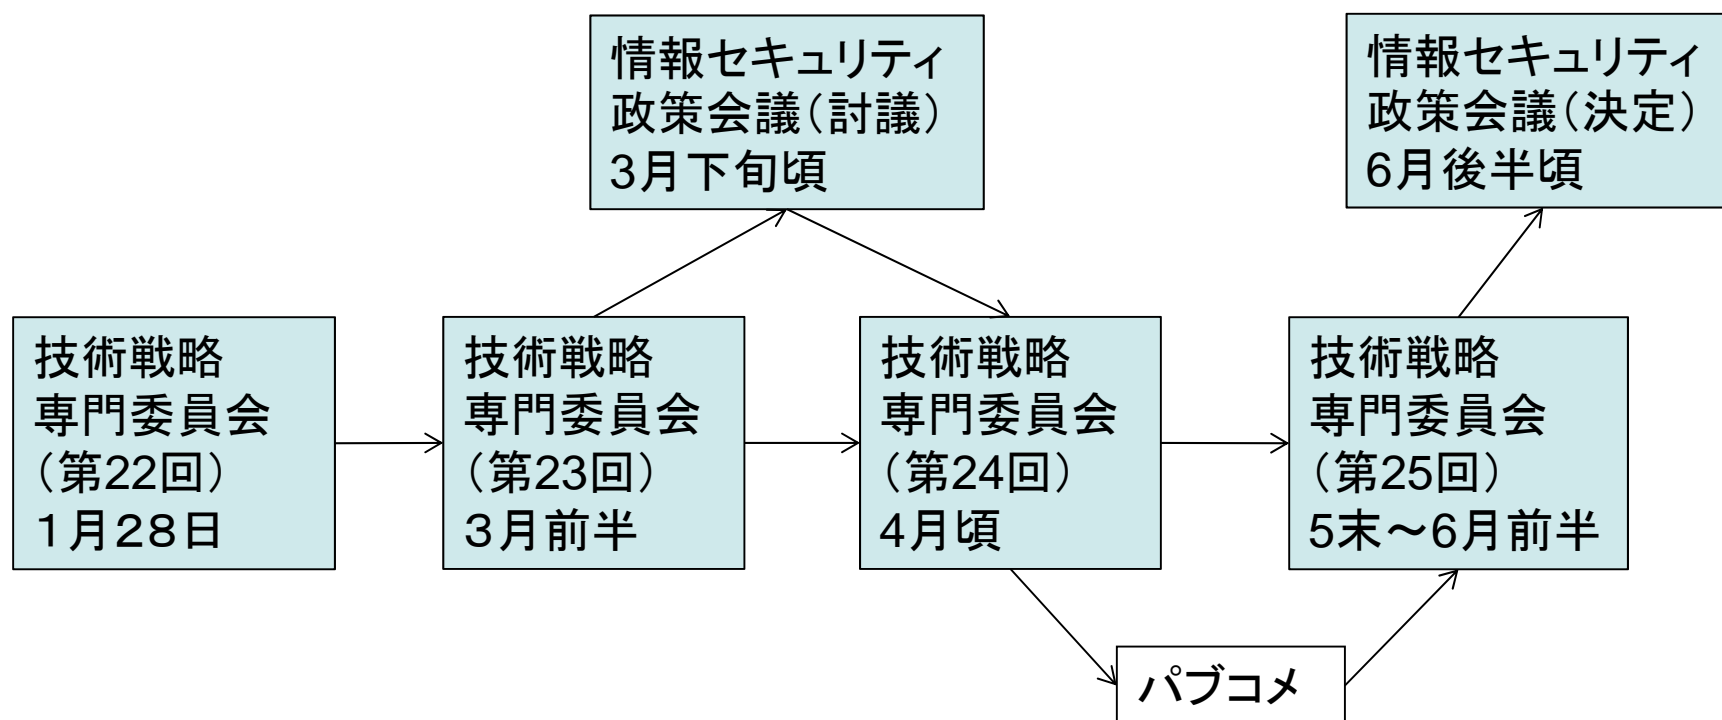 情報セキュリティ
政策会議（討議）
3月下旬頃
情報セキュリティ
政策会議（決定）
6月後半頃
技術戦略
専門委員会
（第22回）
１月２８日
技術戦略
専門委員会
（第23回）
３月前半
技術戦略
専門委員会
（第24回）
4月頃
技術戦略
専門委員会
（第25回）
5末～6月前半
パブコメ